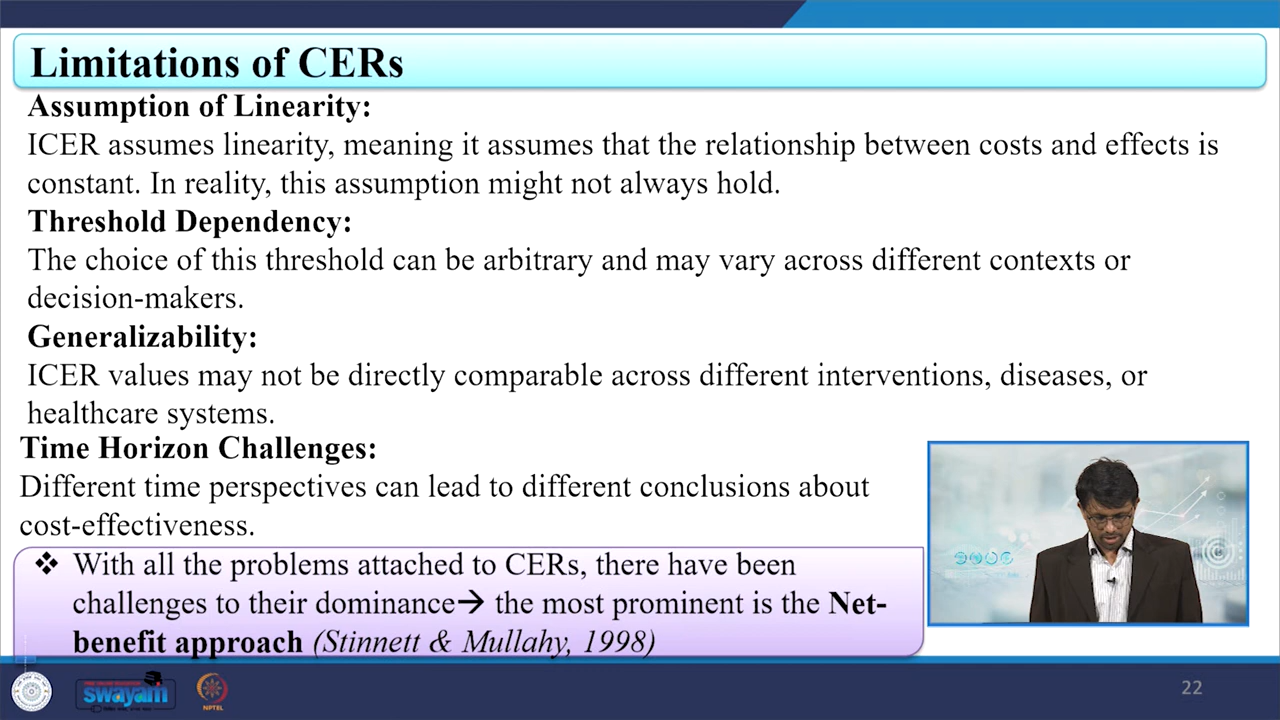 Limitations of CERs
Assumption of Linearity:
ICER assumes linearity, meaning it assumes that the relationship between costs and effects is
constant. In reality, this assumption might not always hold.
Threshold Dependency:
The choice of this threshold can be arbitrary and may vary across different contexts or
decision-makers.
Generalizability:
ICER values may not be directly comparable across different interventions, diseases, or
healthcare systems.
Time Horizon Challenges:
Different time perspectives can lead to different conclusions about
cost-effectiveness.
❖ With all the problems attached to CERs, there have been
challenges to their dominance→ the most prominent is the Net-
benefit approach (Stinnett & Mullahy, 1998)
swayam
NPTEL
22